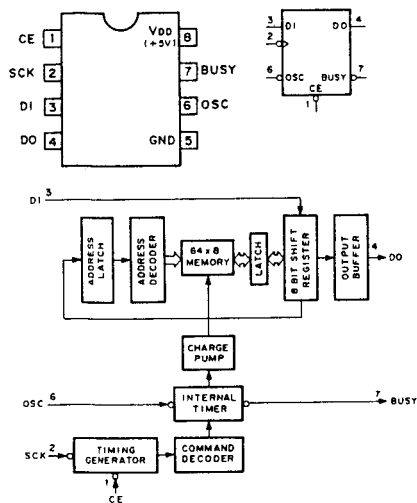 CE 1
SCK 2
DI 3
DO 4
8 VDD
(+5V)
7 BUSY
6 OSC
5 GND
3 DI DO 4
2
6 OSC BUSY 7
CE
1
DI 3
ADDRESS
LATCH
ADDRESS
DECODER
64 x 8
MEMORY
LATCH
8 BIT SHIFT
REGISTER
OUTPUT
BUFFER
4
DO
CHARGE
PUMP
OSC 6
INTERNAL
TIMER
7
BUSY
SCK 2
TIMING
GENERATOR
COMMAND
DECODER
1
CE